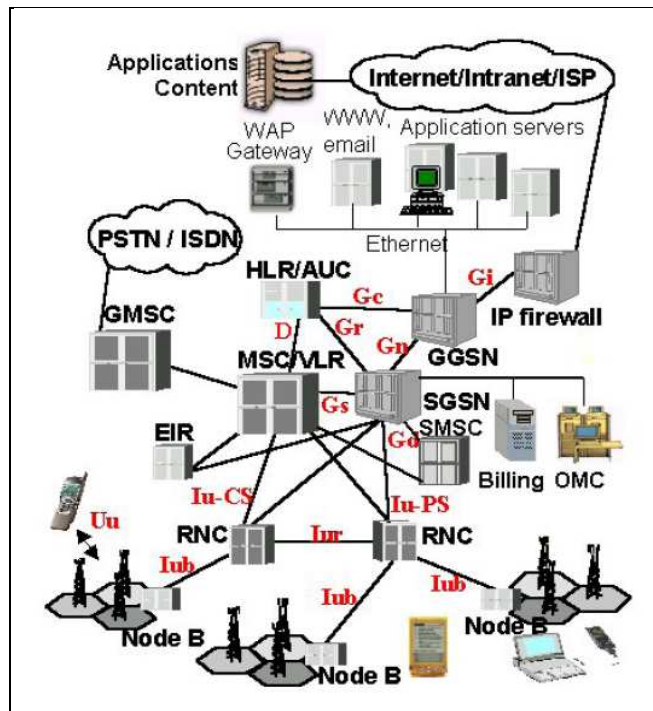 Applications
Content
Internet/Intranet/ISP
WAP
Gateway
WWW,
email
Application servers
Ethernet
PSTN / ISDN
HLR/AUC
Gc
Gi
IP firewall
GMSC
D
Gr
Gn
GGSN
MSC/VLR
Gs
SGSN
EIR
Gd
SMSC
Billing
OMC
Iu-CS
Iu-PS
Uu
RNC
Iur
RNC
Iub
Iub
Iub
Node B
Node B
Node B